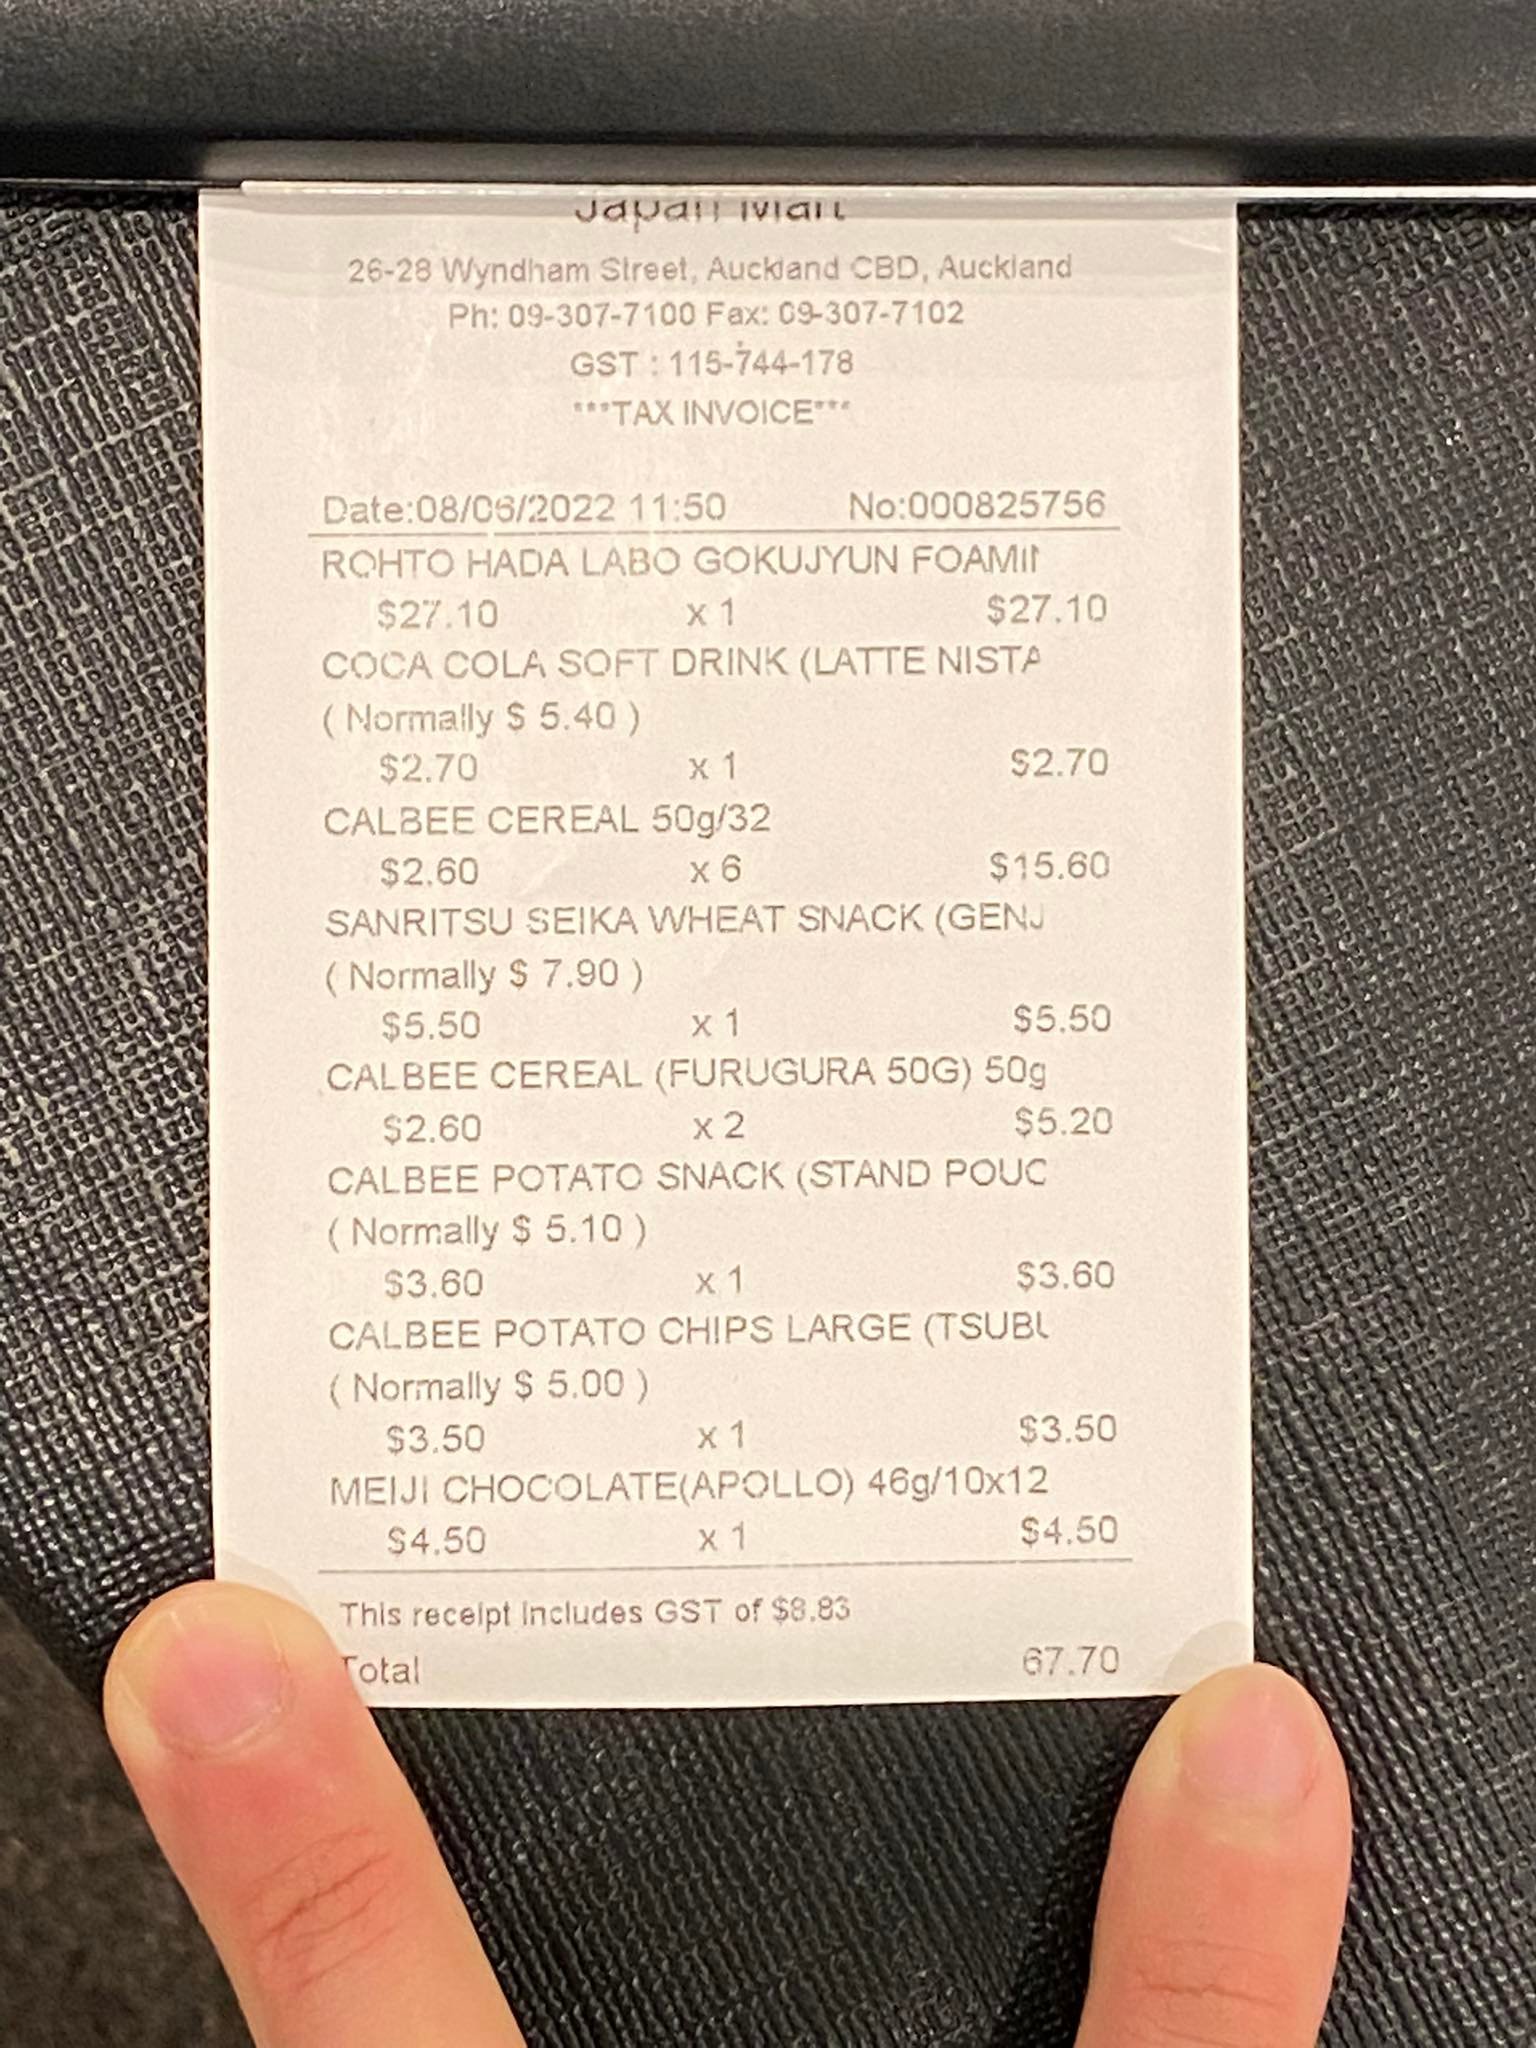 Japan Mart
26-28 Wyndham Street, Auckland CBD, Auckland
Ph: 09-307-7100 Fax: 09-307-7102
GST : 115-744-178
***TAX INVOICE***
Date:08/06/2022 11:50 No:000825756
ROHTO HADA LABO GOKUJYUN FOAMIN
$27.10 x 1 $27.10
COCA COLA SOFT DRINK (LATTE NISTA
( Normally $ 5.40 )
$2.70 x 1 $2.70
CALBEE CEREAL 50g/32
$2.60 x 6 $15.60
SANRITSU SEIKA WHEAT SNACK (GENJ
( Normally $ 7.90 )
$5.50 x 1 $5.50
CALBEE CEREAL (FURUGURA 50G) 50g
$2.60 x 2 $5.20
CALBEE POTATO SNACK (STAND POUC
( Normally $ 5.10 )
$3.60 x 1 $3.60
CALBEE POTATO CHIPS LARGE (TSUBU
( Normally $ 5.00 )
$3.50 x 1 $3.50
MEIJI CHOCOLATE(APOLLO) 46g/10x12
$4.50 x 1 $4.50
This receipt includes GST of $8.83
Total 67.70